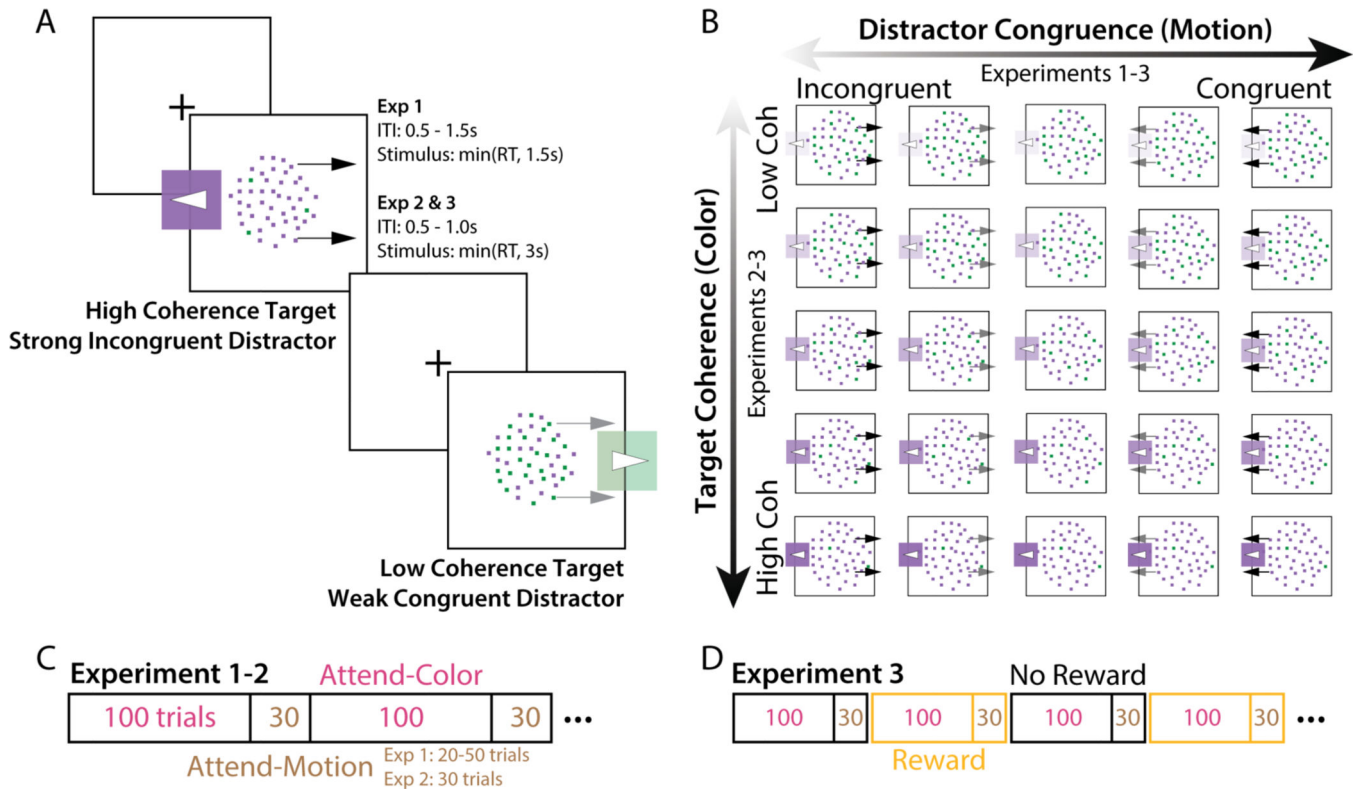 A
Exp 1
ITI: 0.5 - 1.5s
Stimulus: min(RT, 1.5s)
Exp 2 & 3
ITI: 0.5 - 1.0s
Stimulus: min(RT, 3s)
High Coherence Target
Strong Incongruent Distractor
Low Coherence Target
Weak Congruent Distractor
B
Distractor Congruence (Motion)
Experiments 1-3
Incongruent
Congruent
Target Coherence (Color)
Experiments 2-3
Low Coh
High Coh
C
Experiment 1-2
Attend-Color
100 trials
30
100
30
•••
Attend-Motion
Exp 1: 20-50 trials
Exp 2: 30 trials
D
Experiment 3
No Reward
100
30
100
30
100
30
100
30
•••
Reward